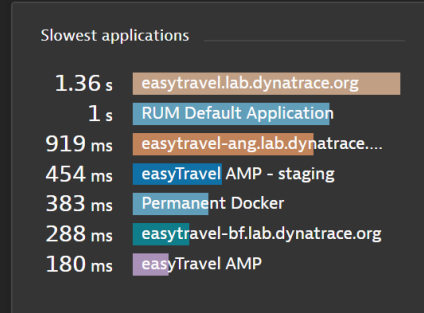 Slowest applications
1.36 s easytravel.lab.dynatrace.org
1 s RUM Default Application
919 ms easytravel-ang.lab.dynatrace....
454 ms easyTravel AMP - staging
383 ms Permanent Docker
288 ms easytravel-bf.lab.dynatrace.org
180 ms easyTravel AMP